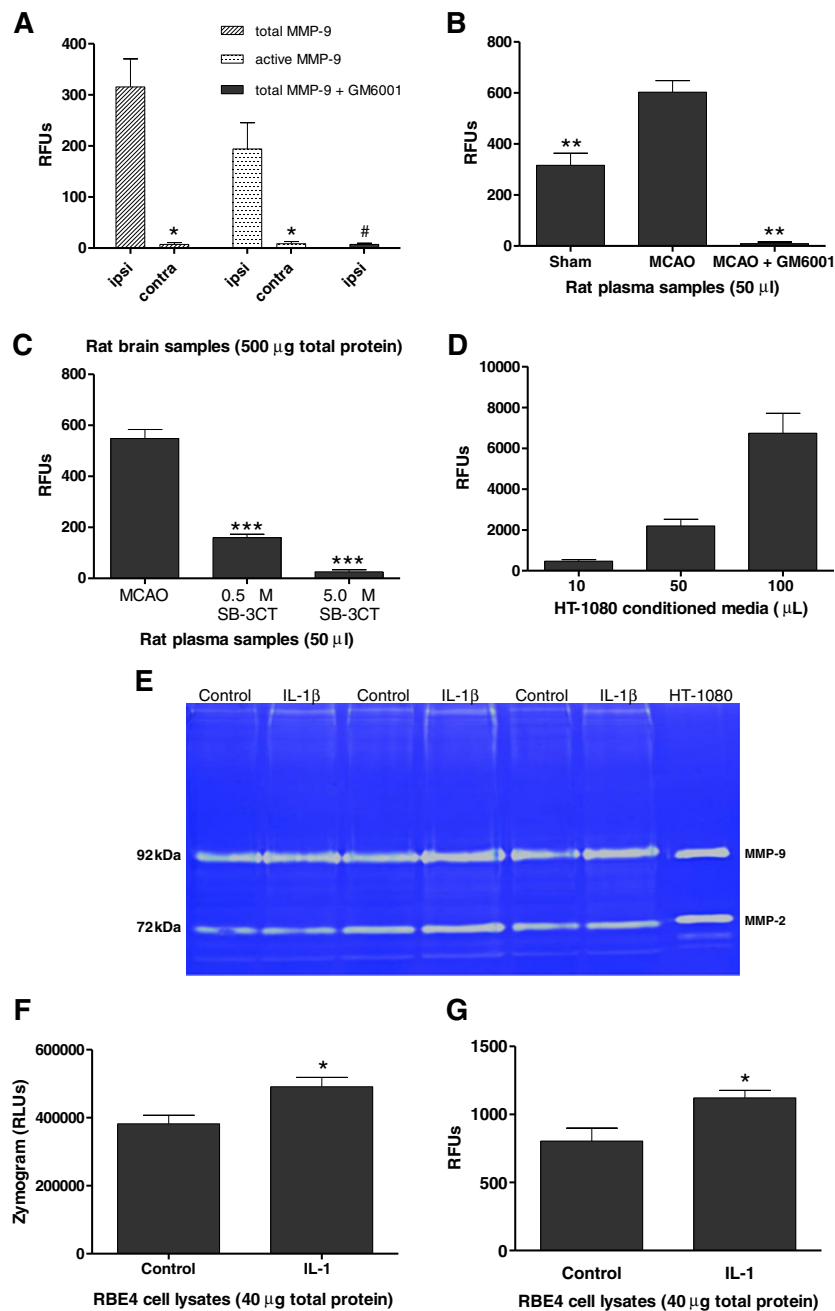 A
400
300
200
100
0
RFUs
total MMP-9
active MMP-9
total MMP-9 + GM6001
* * #
ipsi contra ipsi contra ipsi
Rat brain samples (500 μg total protein)
B
800
600
400
200
0
RFUs
** **
Sham MCAO MCAO + GM6001
Rat plasma samples (50 μl)
C
800
600
400
200
0
RFUs
*** ***
MCAO 0.5 M 5.0 M
SB-3CT SB-3CT
Rat plasma samples (50 μl)
D
10000
8000
6000
4000
2000
0
RFUs
10 50 100
HT-1080 conditioned media (μL)
E
Control IL-1β Control IL-1β Control IL-1β HT-1080
92kDa MMP-9
72kDa MMP-2
F
600000
400000
200000
0
Zymogram (RLUs)
*
Control IL-1
RBE4 cell lysates (40 μg total protein)
G
1500
1000
500
0
RFUs
*
Control IL-1
RBE4 cell lysates (40 μg total protein)